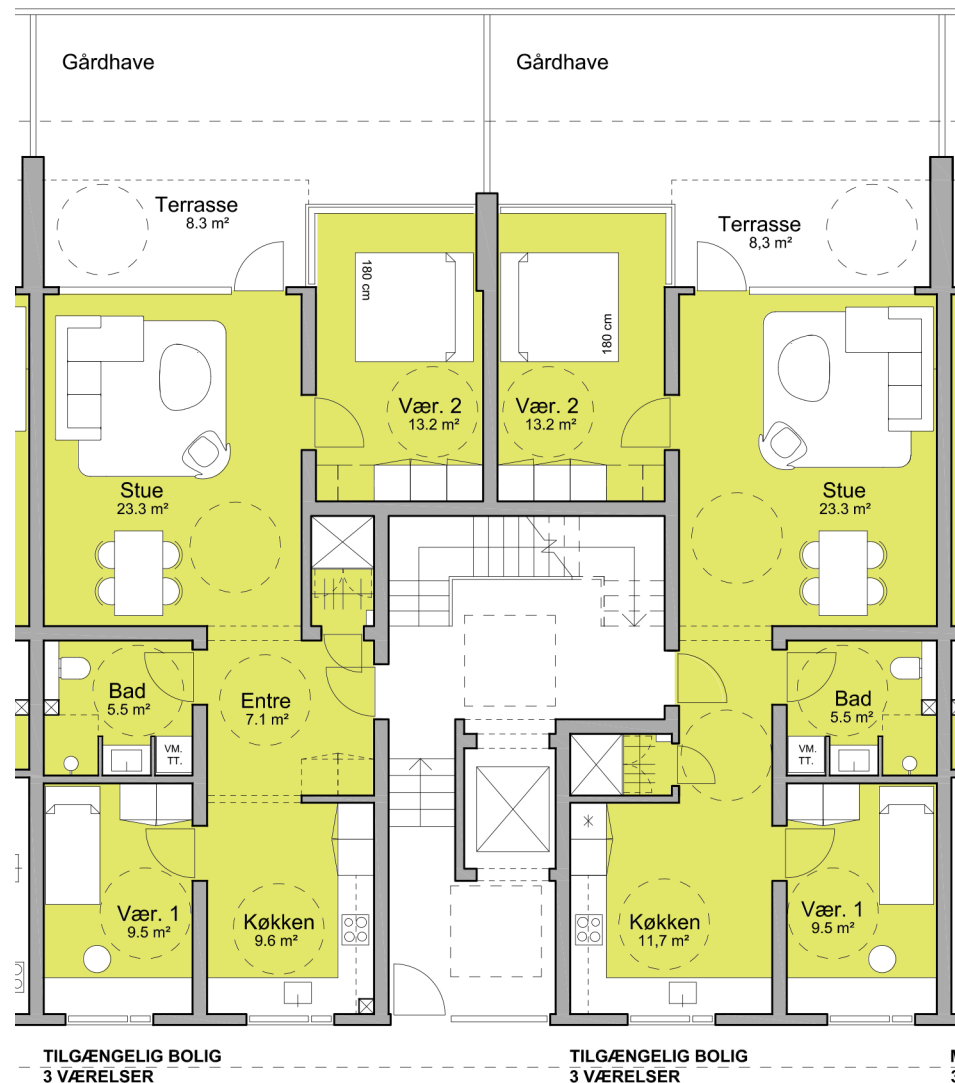 Gårdhave
Gårdhave
Terrasse
8.3 m²
Terrasse
8,3 m²
180 cm
180 cm
Vær. 2
13.2 m²
Vær. 2
13.2 m²
Stue
23.3 m²
Stue
23.3 m²
Bad
5.5 m²
Entre
7.1 m²
Bad
5.5 m²
VM.
TT.
VM.
TT.
Vær. 1
9.5 m²
Køkken
9.6 m²
Køkken
11,7 m²
Vær. 1
9.5 m²
TILGÆNGELIG BOLIG
3 VÆRELSER
TILGÆNGELIG BOLIG
3 VÆRELSER